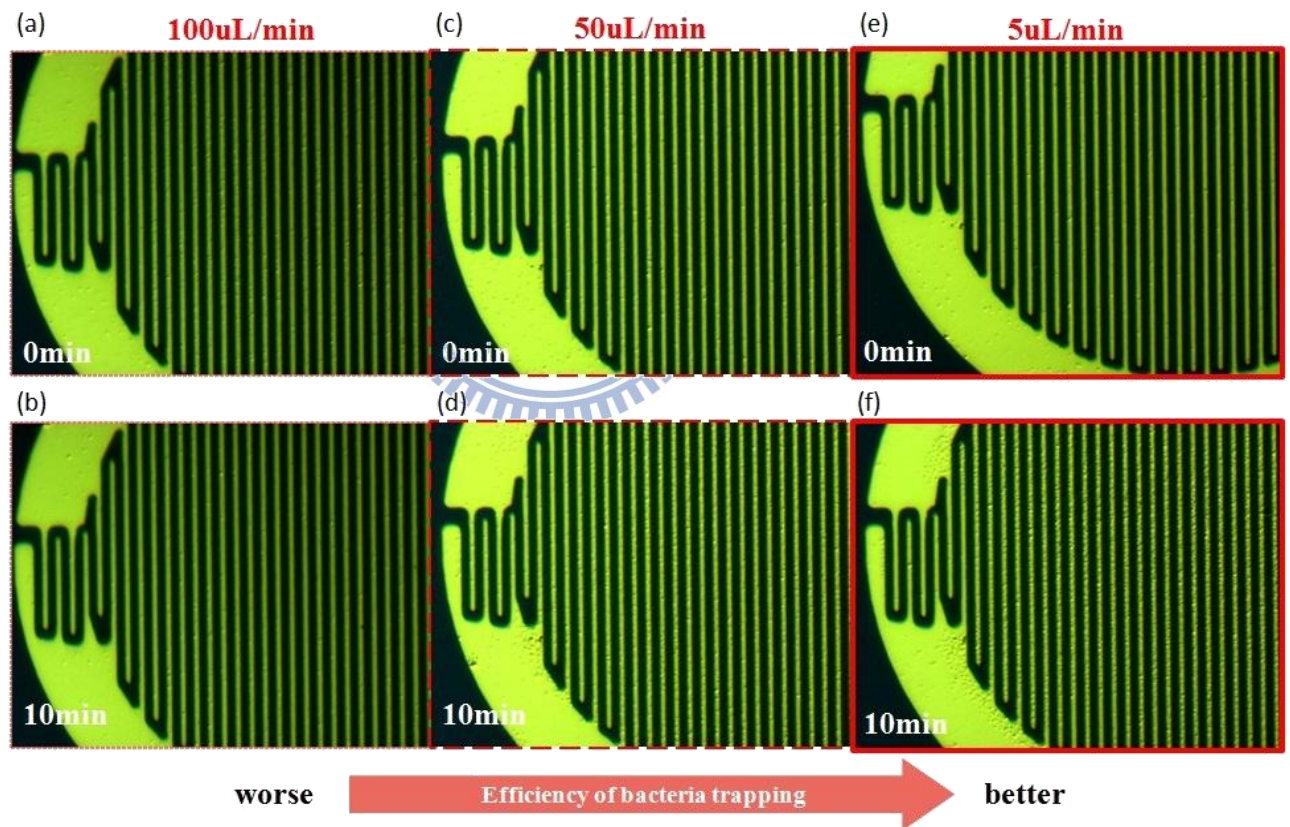 (a) 100uL/min (c) 50uL/min (e) 5uL/min
0min 0min 0min
(b) (d) (f)
10min 10min 10min
worse Efficiency of bacteria trapping better